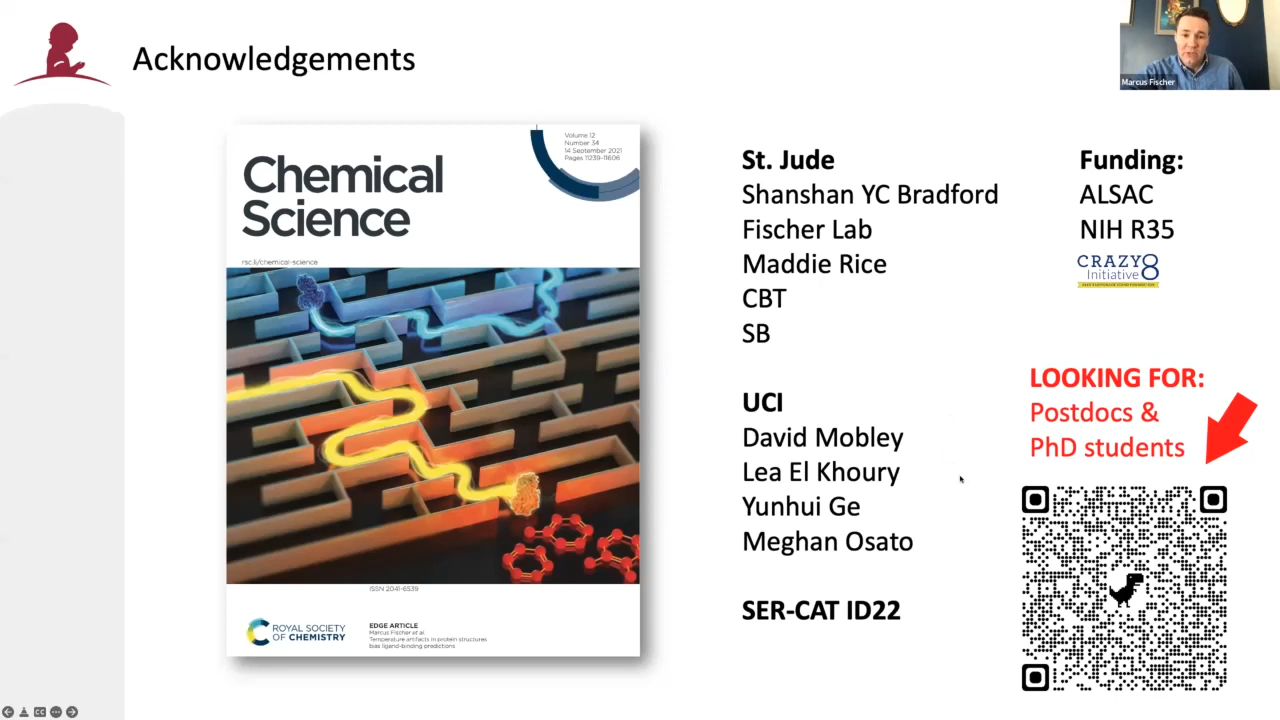 Acknowledgements
Marcus Fischer
Chemical
Science
Volume 12
Number 34
14 September 2021
Pages 11239–11606
rsc.li/chemical-science
ISSN 2041-6539
ROYAL SOCIETY
OF CHEMISTRY
EDGE ARTICLE
Marcus Fischer et al.
Temperature artifacts in protein structures
bias ligand-binding predictions
St. Jude
Shanshan YC Bradford
Fischer Lab
Maddie Rice
CBT
SB
UCI
David Mobley
Lea El Khoury
Yunhui Ge
Meghan Osato
SER-CAT ID22
Funding:
ALSAC
NIH R35
CRAZY 8
Initiative
LOOKING FOR:
Postdocs &
PhD students
CC